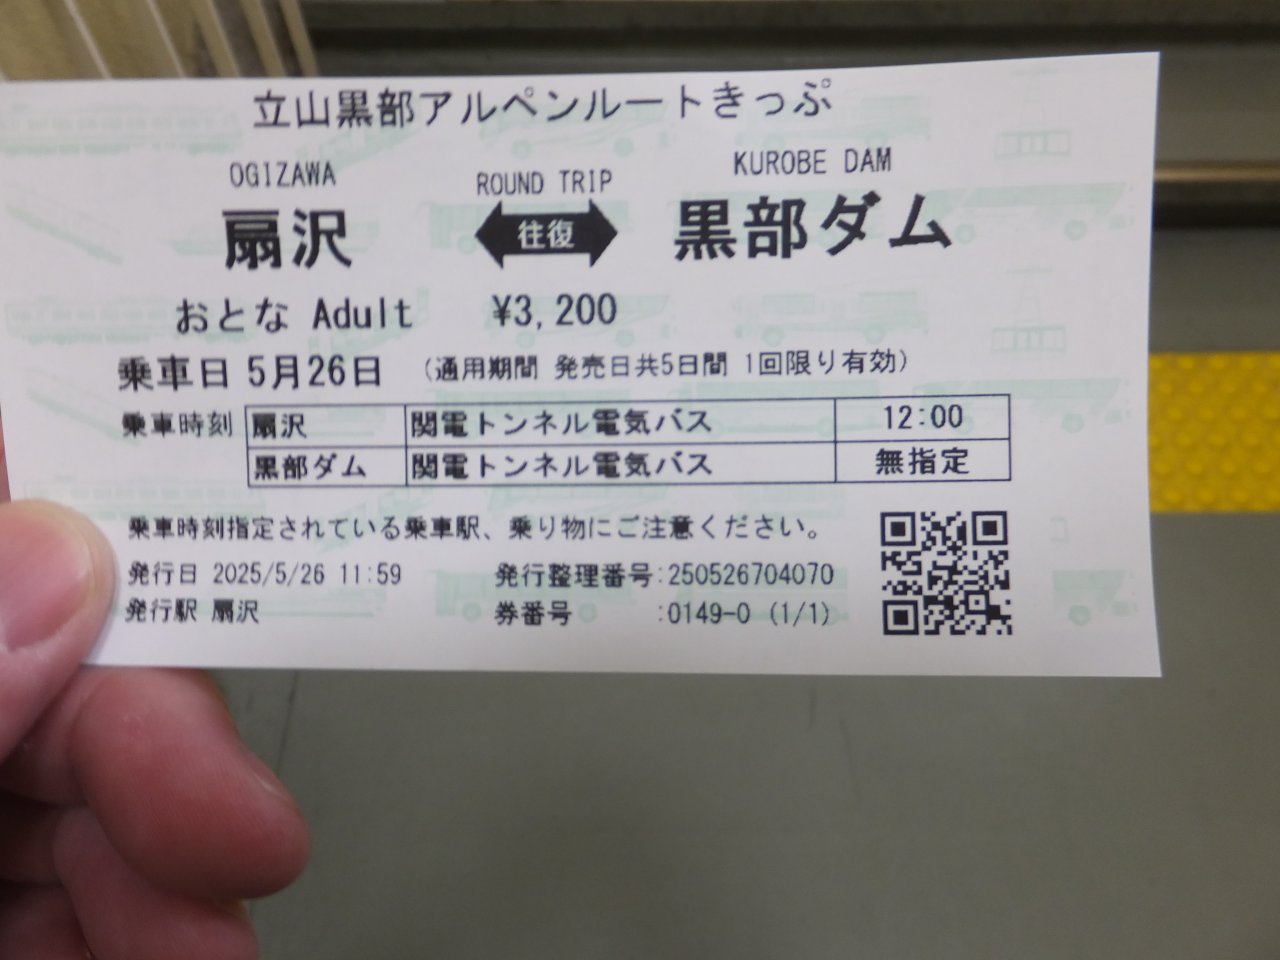 立山黒部アルペンルートきっぷ
OGIZAWA ROUND TRIP KUROBE DAM
扇沢 往復 黒部ダム
おとな Adult ¥3,200
乗車日 5月26日 (通用期間 発売日共5日間 1回限り有効)
乗車時刻 扇沢 関電トンネル電気バス 12:00
黒部ダム 関電トンネル電気バス 無指定
乗車時刻指定されている乗車駅、乗り物にご注意ください。
発行日 2025/5/26 11:59 発行整理番号:250526704070
発行駅 扇沢 券番号 :0149-0 (1/1)